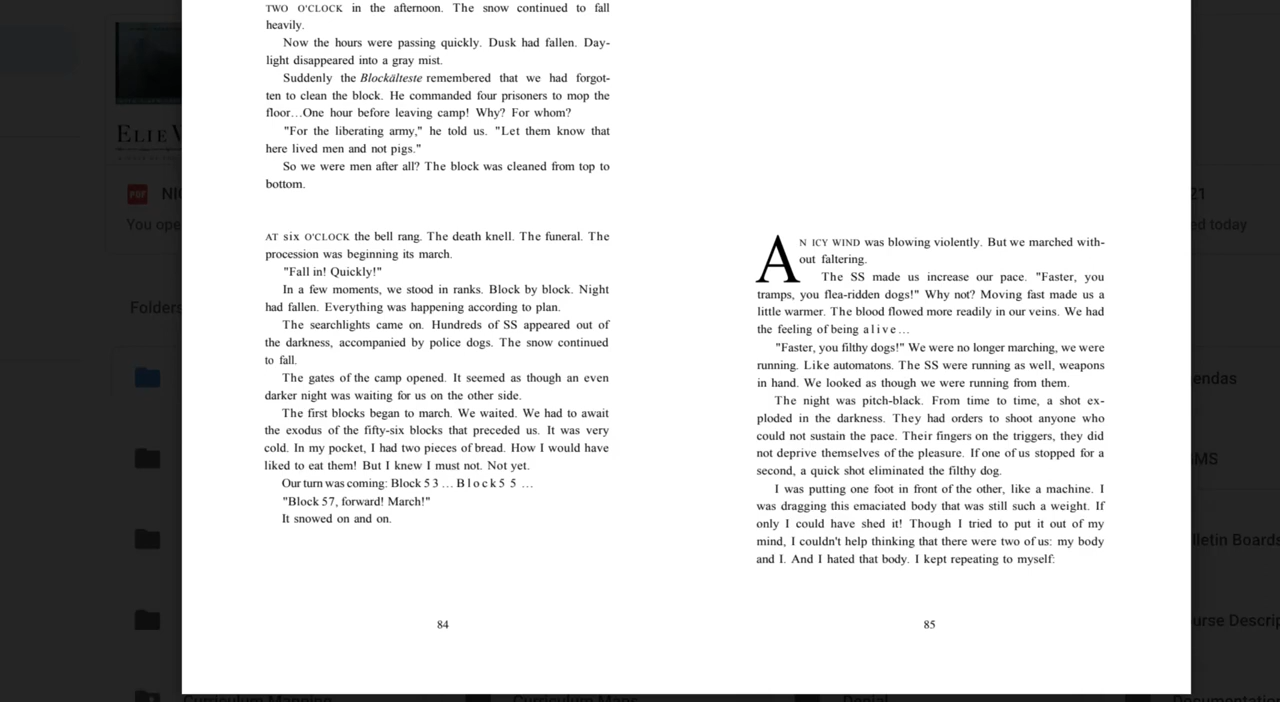 TWO O'CLOCK in the afternoon. The snow continued to fall
heavily.
Now the hours were passing quickly. Dusk had fallen. Day-
light disappeared into a gray mist.
Suddenly the Blockälteste remembered that we had forgot-
ten to clean the block. He commanded four prisoners to mop the
floor...One hour before leaving camp! Why? For whom?
"For the liberating army," he told us. "Let them know that
here lived men and not pigs."
So we were men after all? The block was cleaned from top to
bottom.
AT six O'CLOCK the bell rang. The death knell. The funeral. The
procession was beginning its march.
"Fall in! Quickly!"
In a few moments, we stood in ranks. Block by block. Night
had fallen. Everything was happening according to plan.
The searchlights came on. Hundreds of SS appeared out of
the darkness, accompanied by police dogs. The snow continued
to fall.
The gates of the camp opened. It seemed as though an even
darker night was waiting for us on the other side.
The first blocks began to march. We waited. We had to await
the exodus of the fifty-six blocks that preceded us. It was very
cold. In my pocket, I had two pieces of bread. How I would have
liked to eat them! But I knew I must not. Not yet.
Our turn was coming: Block 53 ... Block55 ...
"Block 57, forward! March!"
It snowed on and on.
84
AN ICY WIND was blowing violently. But we marched with-
out faltering.
The SS made us increase our pace. "Faster, you
tramps, you flea-ridden dogs!" Why not? Moving fast made us a
little warmer. The blood flowed more readily in our veins. We had
the feeling of being alive...
"Faster, you filthy dogs!" We were no longer marching, we were
running. Like automatons. The SS were running as well, weapons
in hand. We looked as though we were running from them.
The night was pitch-black. From time to time, a shot ex-
ploded in the darkness. They had orders to shoot anyone who
could not sustain the pace. Their fingers on the triggers, they did
not deprive themselves of the pleasure. If one of us stopped for a
second, a quick shot eliminated the filthy dog.
I was putting one foot in front of the other, like a machine. I
was dragging this emaciated body that was still such a weight. If
only I could have shed it! Though I tried to put it out of my
mind, I couldn't help thinking that there were two of us: my body
and I. And I hated that body. I kept repeating to myself:
85
ELIE W
PDF NIG
You ope
Folders
21
ed today
endas
MS
lletin Boards
urse Descrip
Curriculum Mapping
Curriculum Maps
Denial
Documentation